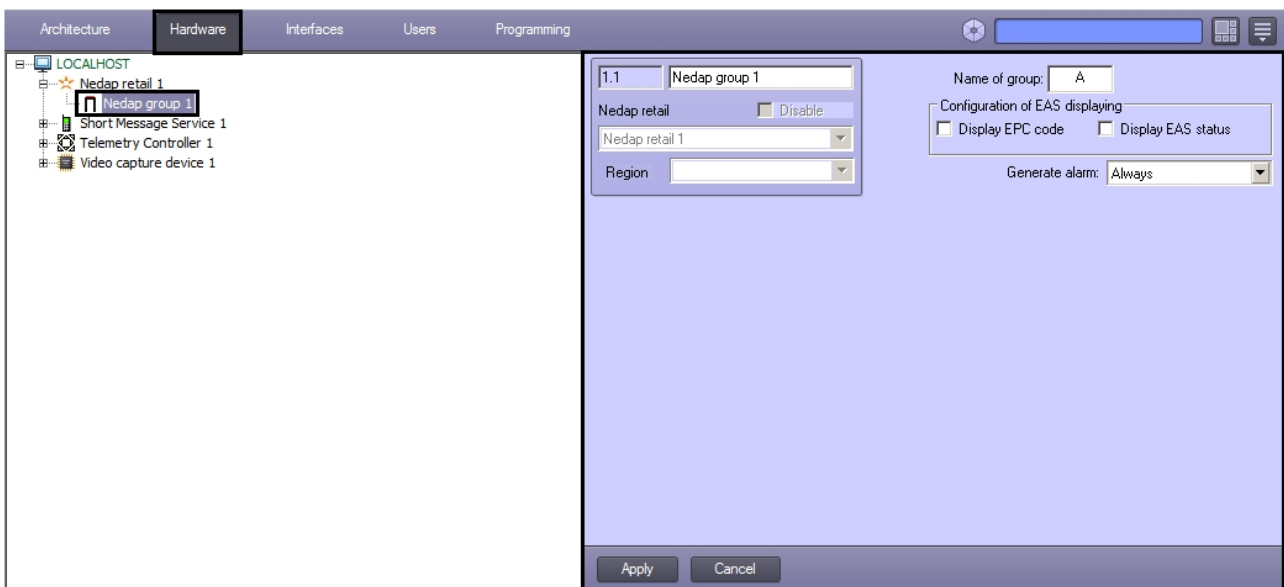 Architecture Hardware Interfaces Users Programming
LOCALHOST
Nedap retail 1
Nedap group 1
Short Message Service 1
Telemetry Controller 1
Video capture device 1
1.1 Nedap group 1
Nedap retail Disable
Nedap retail 1
Region
Name of group: A
Configuration of EAS displaying
Display EPC code Display EAS status
Generate alarm: Always
Apply Cancel